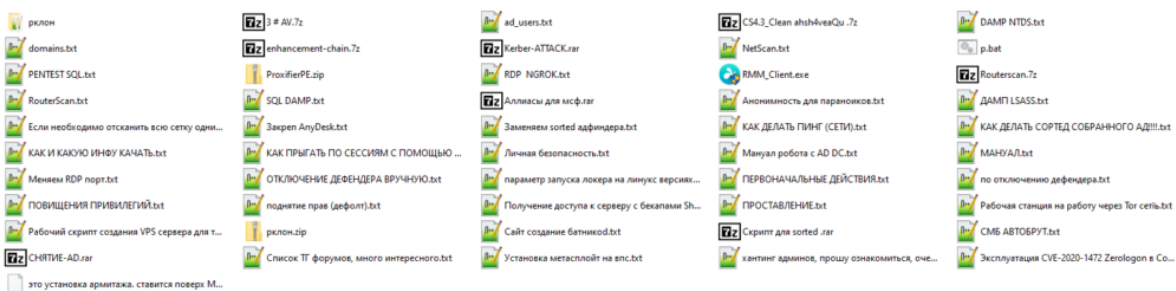 рклон
3 # AV.7z
ad_users.txt
CS4.3_Clean ahsh4veaQu .7z
DAMP NTDS.txt
domains.txt
enhancement-chain.7z
Kerber-ATTACK.rar
NetScan.txt
p.bat
PENTEST SQL.txt
ProxifierPE.zip
RDP NGROK.txt
RMM_Client.exe
Routerscan.7z
RouterScan.txt
SQL DAMP.txt
Аллиасы для мсф.rar
Анонимность для параноиков.txt
ДАМП LSASS.txt
Если необходимо отсканить всю сетку одни...
Закреп AnyDesk.txt
Заменяем sorted адфиндера.txt
КАК ДЕЛАТЬ ПИНГ (СЕТИ).txt
КАК ДЕЛАТЬ СОРТЕД СОБРАННОГО АД!!!!.txt
КАК И КАКУЮ ИНФУ КАЧАТЬ.txt
КАК ПРЫГАТЬ ПО СЕССИЯМ С ПОМОЩЬЮ ...
Личная безопасность.txt
Мануал робота с AD DC.txt
МАНУАЛ.txt
Меняем RDP порт.txt
ОТКЛЮЧЕНИЕ ДЕФЕНДЕРА ВРУЧНУЮ.txt
параметр запуска локера на линукс версиях...
ПЕРВОНАЧАЛЬНЫЕ ДЕЙСТВИЯ.txt
по отключению дефендера.txt
ПОВИЩЕНИЯ ПРИВИЛЕГИЙ.txt
поднятие прав (дефолт).txt
Получение доступа к серверу с бекапами Sh...
ПРОСТАВЛЕНИЕ.txt
Рабочая станция на работу через Tor сеть.txt
Рабочий скрипт создания VPS сервера для т...
рклон.zip
Сайт создание батников.txt
Скрипт для sorted .rar
СМБ АВТОБРУТ.txt
СНЯТИЕ-AD.rar
Список ТГ форумов, много интересного.txt
Установка метасплойт на впс.txt
хантинг админов, прошу ознакомиться, оче...
Эксплуатация CVE-2020-1472 Zerologon в Co...
это установка армитажа. ставится поверх М...